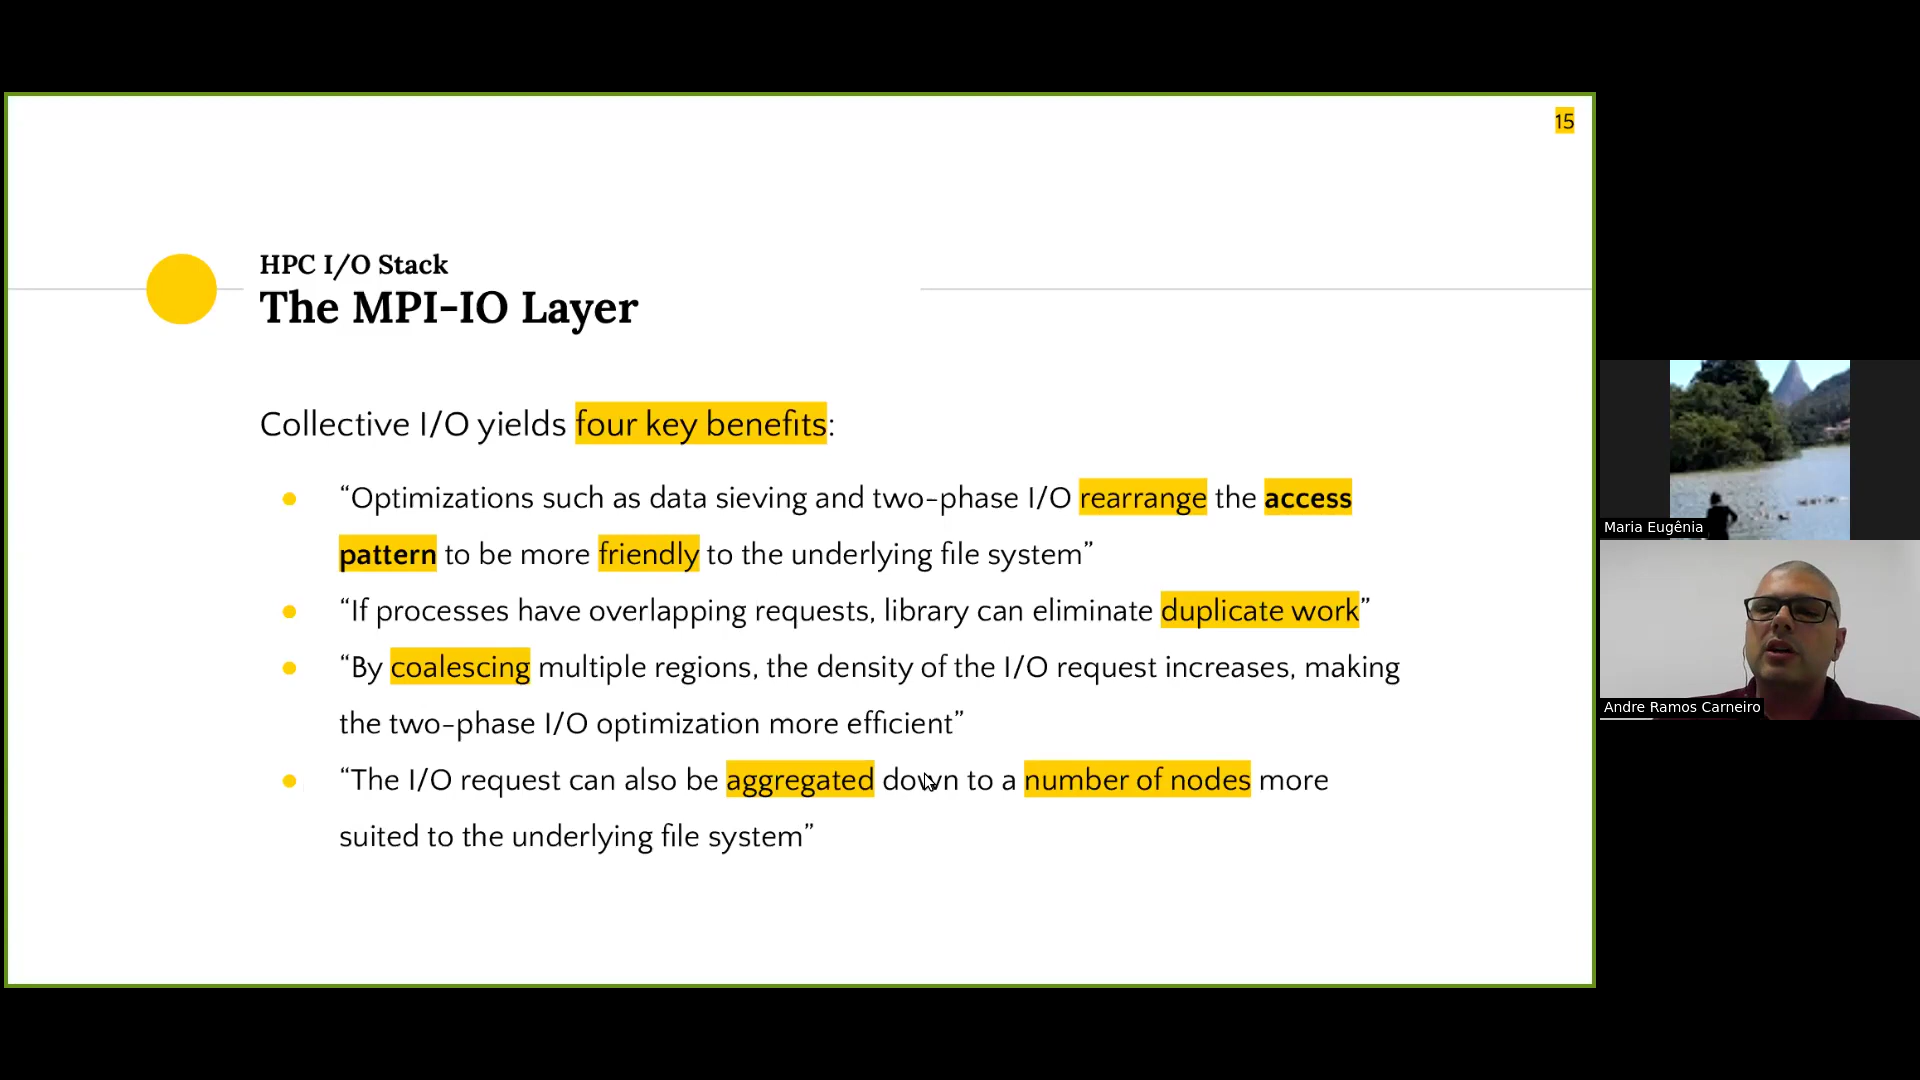 15
HPC I/O Stack
The MPI-IO Layer
Collective I/O yields four key benefits:
“Optimizations such as data sieving and two-phase I/O rearrange the access
pattern to be more friendly to the underlying file system”
“If processes have overlapping requests, library can eliminate duplicate work”
“By coalescing multiple regions, the density of the I/O request increases, making
the two-phase I/O optimization more efficient”
“The I/O request can also be aggregated down to a number of nodes more
suited to the underlying file system”
Maria Eugênia
Andre Ramos Carneiro